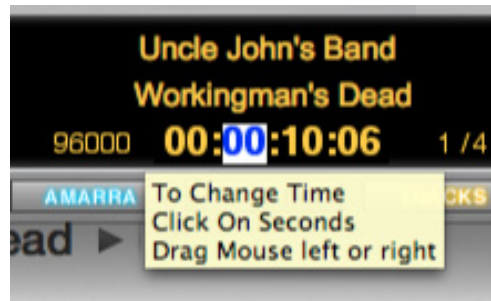 Uncle John's Band
Workingman's Dead
96000 00:00:10:06 1 /4
AMARRA CKS
To Change Time
Click On Seconds
Drag Mouse left or right
ead ▶